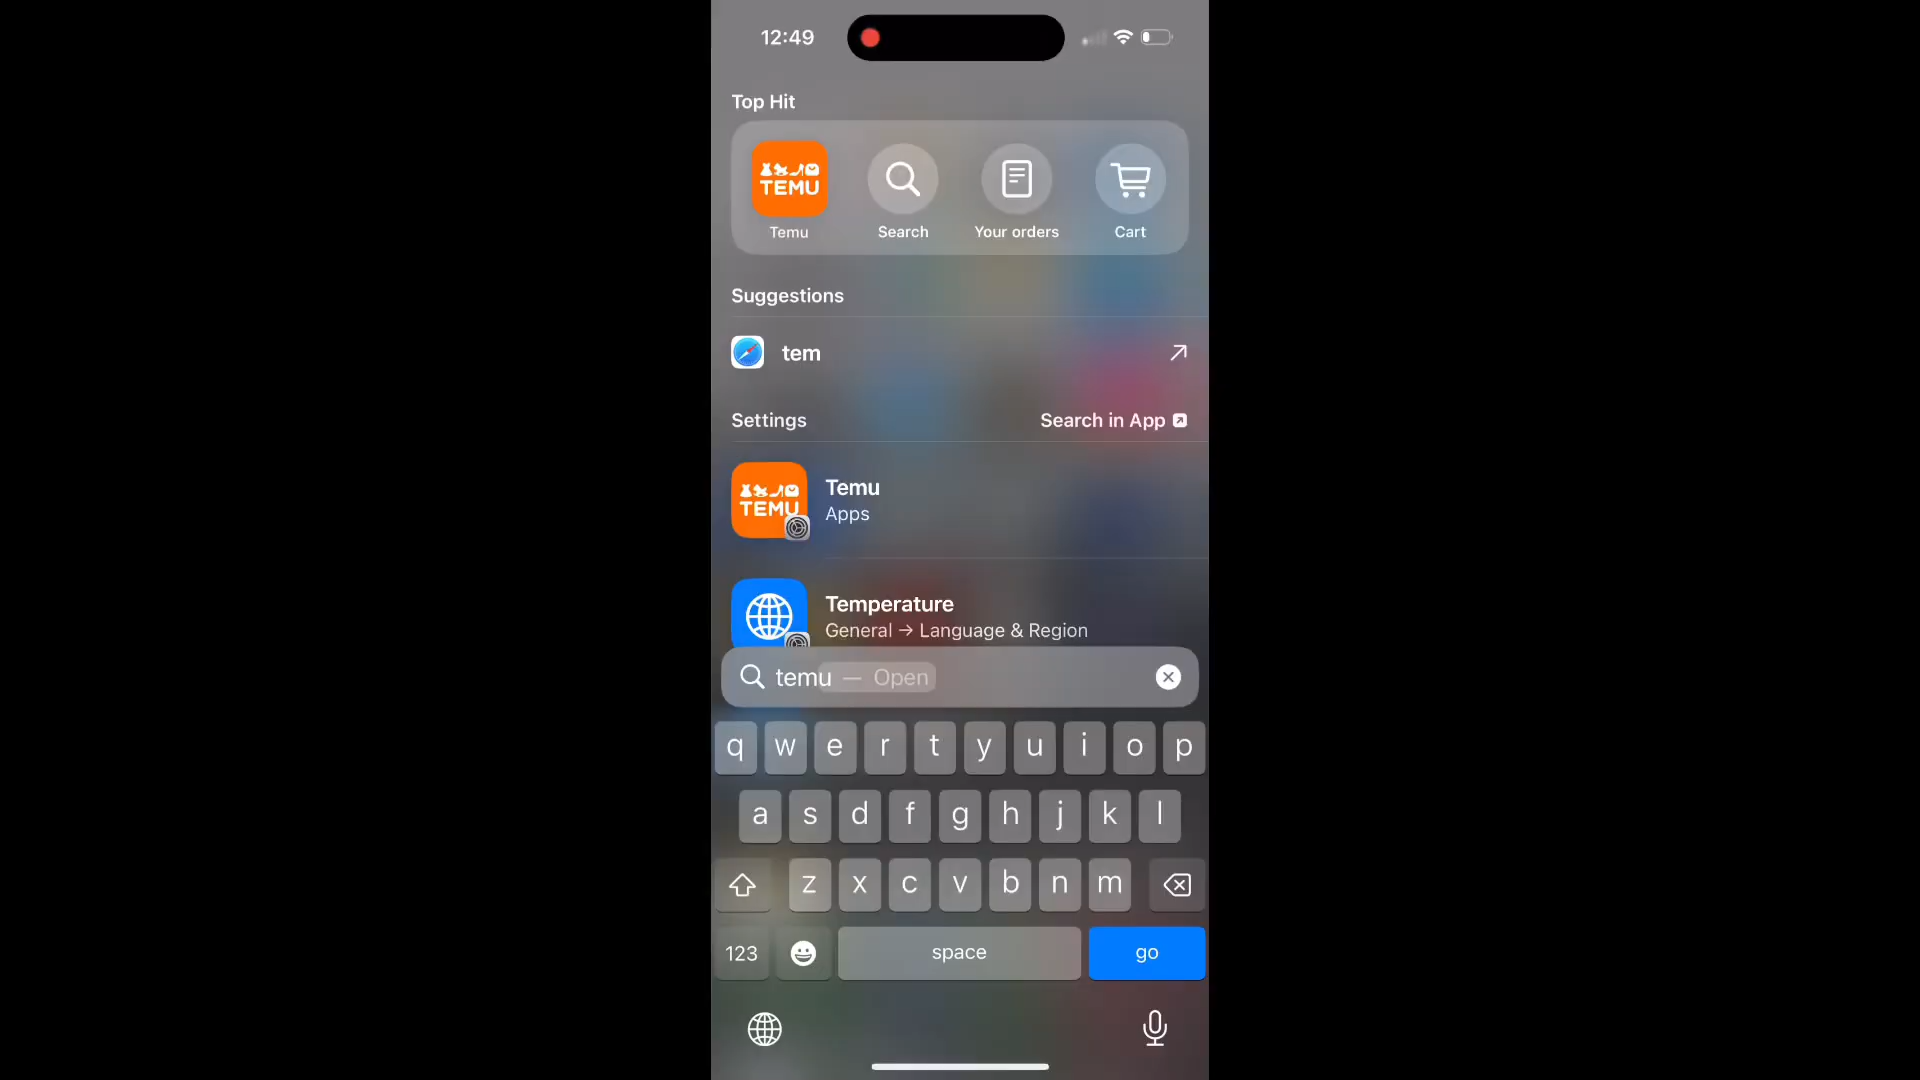 12:49
Top Hit
TEMU
Temu
Search
Your orders
Cart
Suggestions
tem
Settings
Search in App
TEMU
Temu
Apps
Temperature
General → Language & Region
temu — Open
q w e r t y u i o p
a s d f g h j k l
z x c v b n m
123
space
go